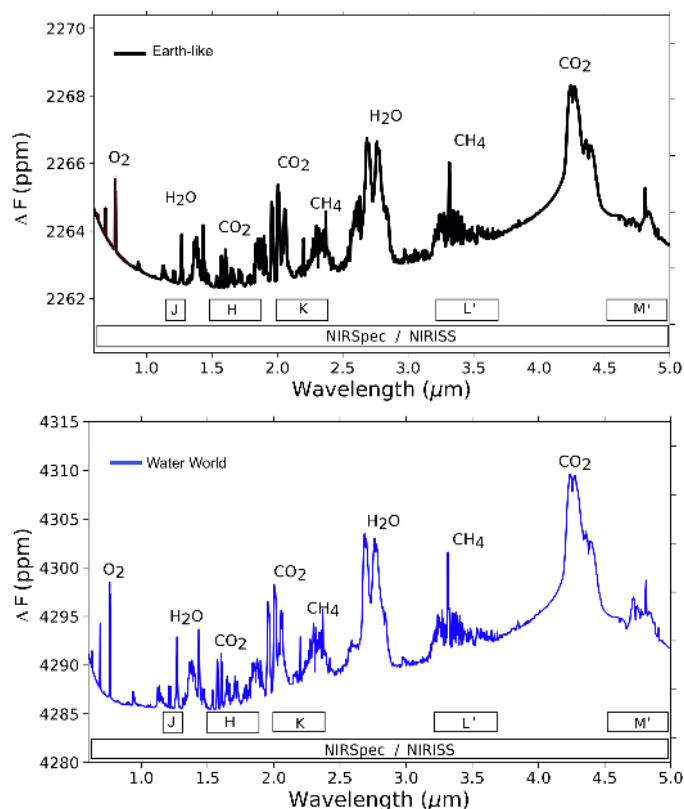 2270
Earth-like
CO2
2268
H2O
2266
CH4
CO2
O2
H2O
CH4
2264
CO2
2262
J
H
K
L'
M'
NIRSpec / NIRISS
1.0 1.5 2.0 2.5 3.0 3.5 4.0 4.5 5.0
Wavelength (μm)
Δ F (ppm)
4315
Water World
CO2
4310
4305
H2O
4300
CH4
O2
CO2
4295
H2O
CH4
CO2
4290
4285
J
H
K
L'
M'
NIRSpec / NIRISS
4280
1.0 1.5 2.0 2.5 3.0 3.5 4.0 4.5 5.0
Wavelength (μm)
Δ F (ppm)